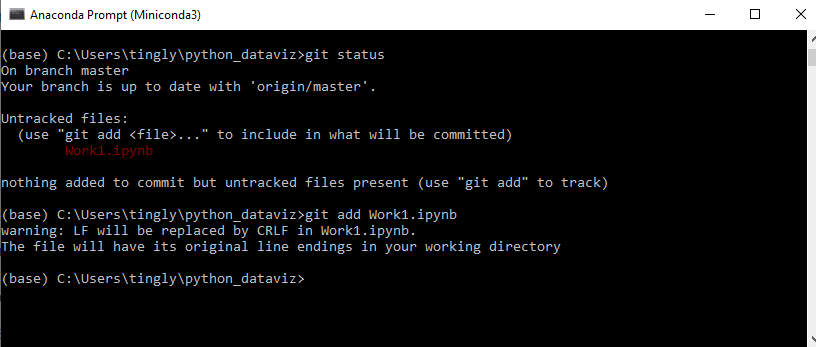 Anaconda Prompt (Miniconda3)
(base) C:\Users\tingly\python_dataviz>git status
On branch master
Your branch is up to date with 'origin/master'.
Untracked files:
  (use "git add <file>..." to include in what will be committed)
        Work1.ipynb
nothing added to commit but untracked files present (use "git add" to track)
(base) C:\Users\tingly\python_dataviz>git add Work1.ipynb
warning: LF will be replaced by CRLF in Work1.ipynb.
The file will have its original line endings in your working directory
(base) C:\Users\tingly\python_dataviz>